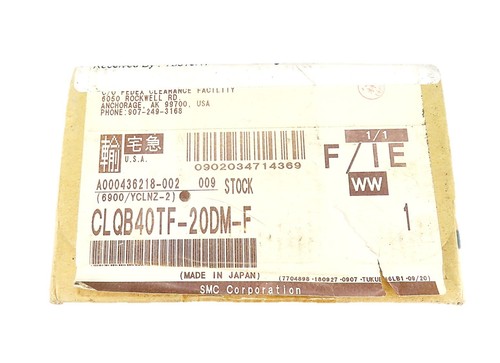 C/O FEDEX CLEARANCE FACILITY
6050 ROCKWELL RD.
ANCHORAGE, AK 99700, USA
PHONE:907-249-3168
輸 宅急
U.S.A.
0902034714369
1/1
F/IE
WW
A000436218-002 009 STOCK
(6900/YCLNZ-2)
CLQB40TF-20DM-F
1
(MADE IN JAPAN)
SMC Corporation